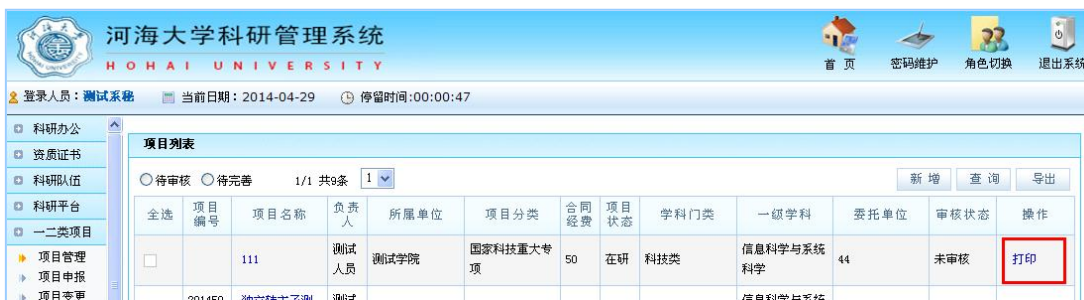 河海大学科研管理系统
HOHAI UNIVERSITY
首 页 密码维护 角色切换 退出系统
登录人员：测试系秘 当前日期：2014-04-29 停留时间:00:00:47
科研办公
资质证书
科研队伍
科研平台
一二类项目
项目管理
项目申报
项目变更
项目列表
待审核 待完善 1/1 共9条 1 新 增 查 询 导出
全选 项目编号 项目名称 负责人 所属单位 项目分类 合同经费 项目状态 学科门类 一级学科 委托单位 审核状态 操作
111 测试人员 测试学院 国家科技重大专项 50 在研 科技类 信息科学与系统科学 44 未审核 打印